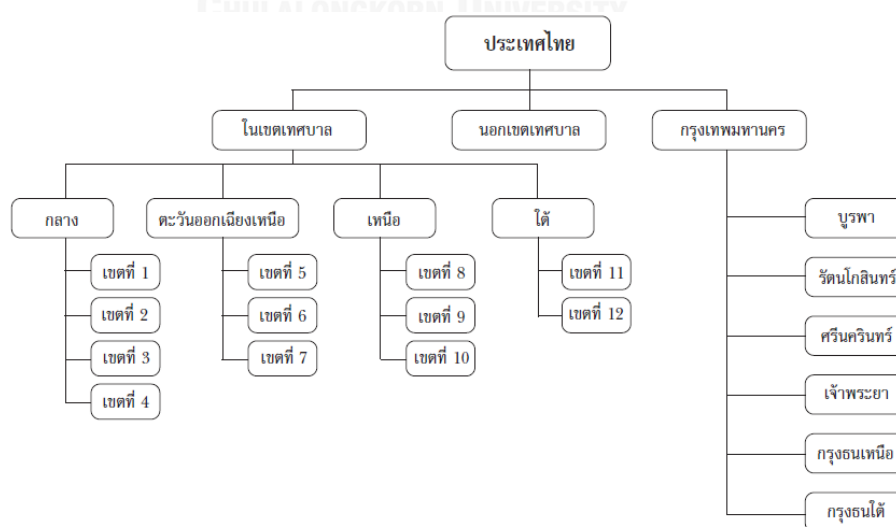 CHULALONGKORN UNIVERSITY
ประเทศไทย
ในเขตเทศบาล
นอกเขตเทศบาล
กรุงเทพมหานคร
กลาง
ตะวันออกเฉียงเหนือ
เหนือ
ใต้
เขตที่ 1
เขตที่ 2
เขตที่ 3
เขตที่ 4
เขตที่ 5
เขตที่ 6
เขตที่ 7
เขตที่ 8
เขตที่ 9
เขตที่ 10
เขตที่ 11
เขตที่ 12
บูรพา
รัตนโกสินทร์
ศรีนครินทร์
เจ้าพระยา
กรุงธนเหนือ
กรุงธนใต้